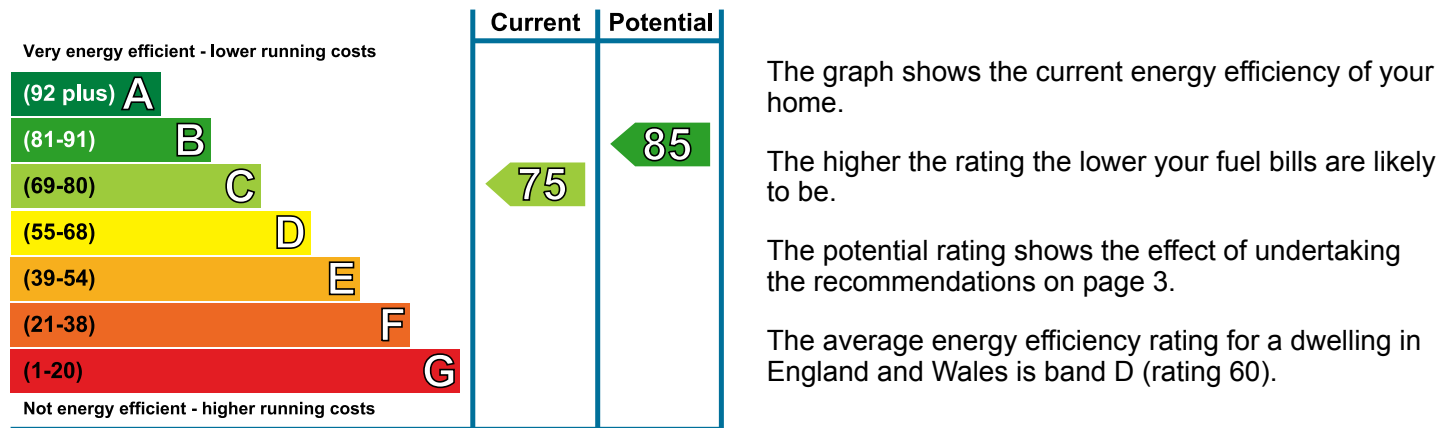 Current Potential
Very energy efficient - lower running costs
(92 plus) A
(81-91) B
(69-80) C
(55-68) D
(39-54) E
(21-38) F
(1-20) G
Not energy efficient - higher running costs
75
85
The graph shows the current energy efficiency of your
home.
The higher the rating the lower your fuel bills are likely
to be.
The potential rating shows the effect of undertaking
the recommendations on page 3.
The average energy efficiency rating for a dwelling in
England and Wales is band D (rating 60).